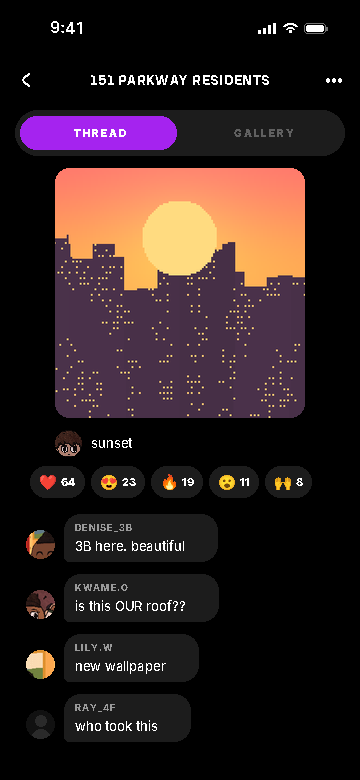 9:41
151 PARKWAY RESIDENTS
THREAD
GALLERY
sunset
❤️ 64 😍 23 🔥 19 😮 11 🙌 8
DENISE_3B
3B here. beautiful
KWAME.O
is this OUR roof??
LILY.W
new wallpaper
RAY_4F
who took this